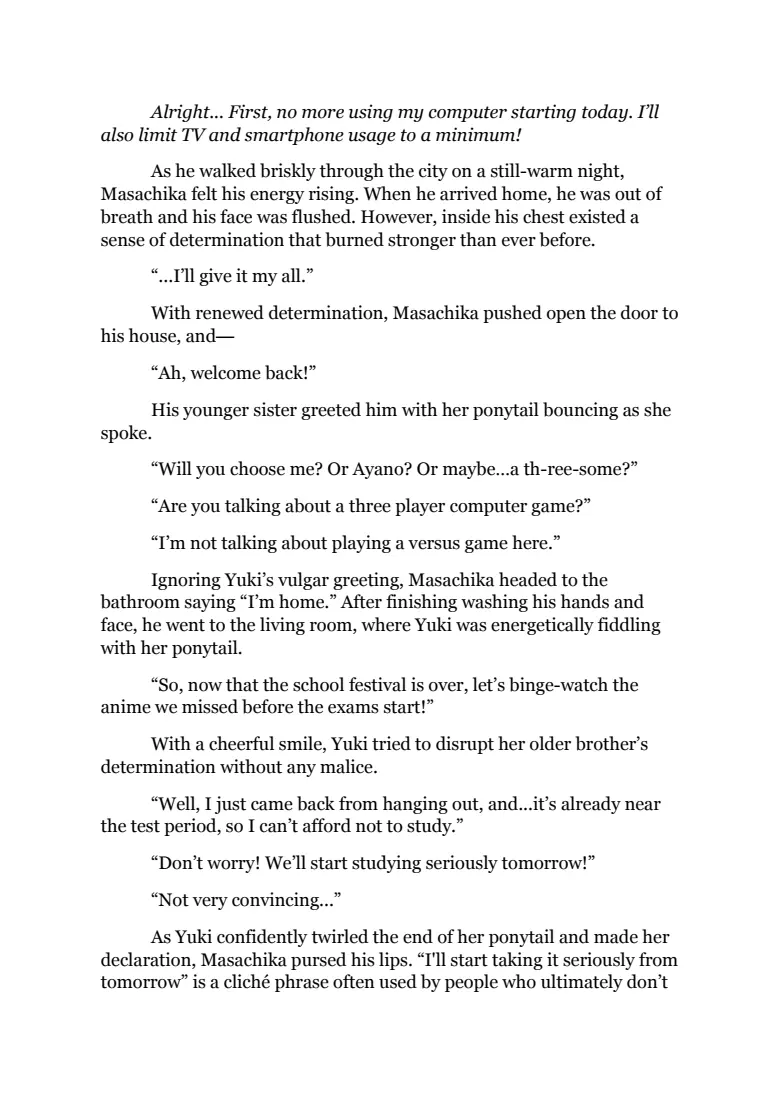 Alright... First, no more using my computer starting today. I’ll
also limit TV and smartphone usage to a minimum!
As he walked briskly through the city on a still-warm night,
Masachika felt his energy rising. When he arrived home, he was out of
breath and his face was flushed. However, inside his chest existed a
sense of determination that burned stronger than ever before.
“...I’ll give it my all.”
With renewed determination, Masachika pushed open the door to
his house, and—
“Ah, welcome back!”
His younger sister greeted him with her ponytail bouncing as she
spoke.
“Will you choose me? Or Ayano? Or maybe...a th-ree-some?”
“Are you talking about a three player computer game?”
“I’m not talking about playing a versus game here.”
Ignoring Yuki’s vulgar greeting, Masachika headed to the
bathroom saying “I’m home.” After finishing washing his hands and
face, he went to the living room, where Yuki was energetically fiddling
with her ponytail.
“So, now that the school festival is over, let’s binge-watch the
anime we missed before the exams start!”
With a cheerful smile, Yuki tried to disrupt her older brother’s
determination without any malice.
“Well, I just came back from hanging out, and...it’s already near
the test period, so I can’t afford not to study.”
“Don’t worry! We’ll start studying seriously tomorrow!”
“Not very convincing...”
As Yuki confidently twirled the end of her ponytail and made her
declaration, Masachika pursed his lips. “I'll start taking it seriously from
tomorrow” is a cliché phrase often used by people who ultimately don’t